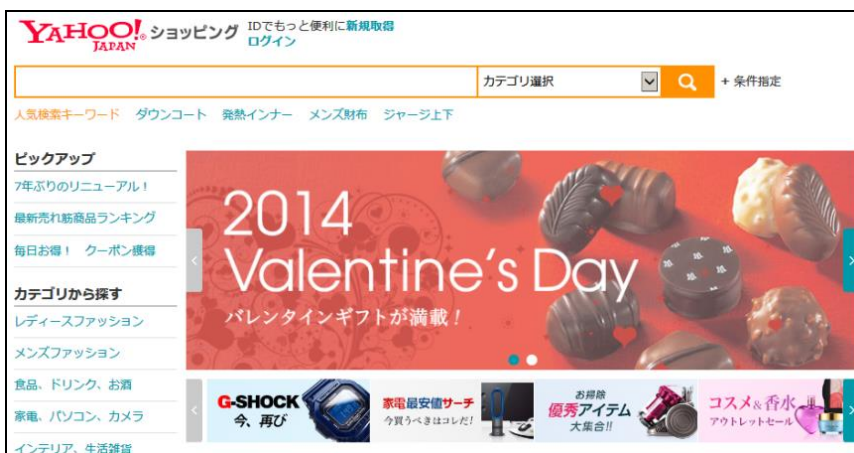 YAHOO! JAPAN ショッピング
IDでもっと便利に新規取得
ログイン
カテゴリ選択
+ 条件指定
人気検索キーワード ダウンコート 発熱インナー メンズ財布 ジャージ上下
ピックアップ
7年ぶりのリニューアル!
最新売れ筋商品ランキング
毎日お得! クーポン獲得
カテゴリから探す
レディースファッション
メンズファッション
食品、ドリンク、お酒
家電、パソコン、カメラ
インテリア、生活雑貨
2014
Valentine's Day
バレンタインギフトが満載!
G-SHOCK
今、再び
家電最安値サーチ
今買うべきはコレだ!
お掃除
優秀アイテム
大集合!!
コスメ&香水
アウトレットセール